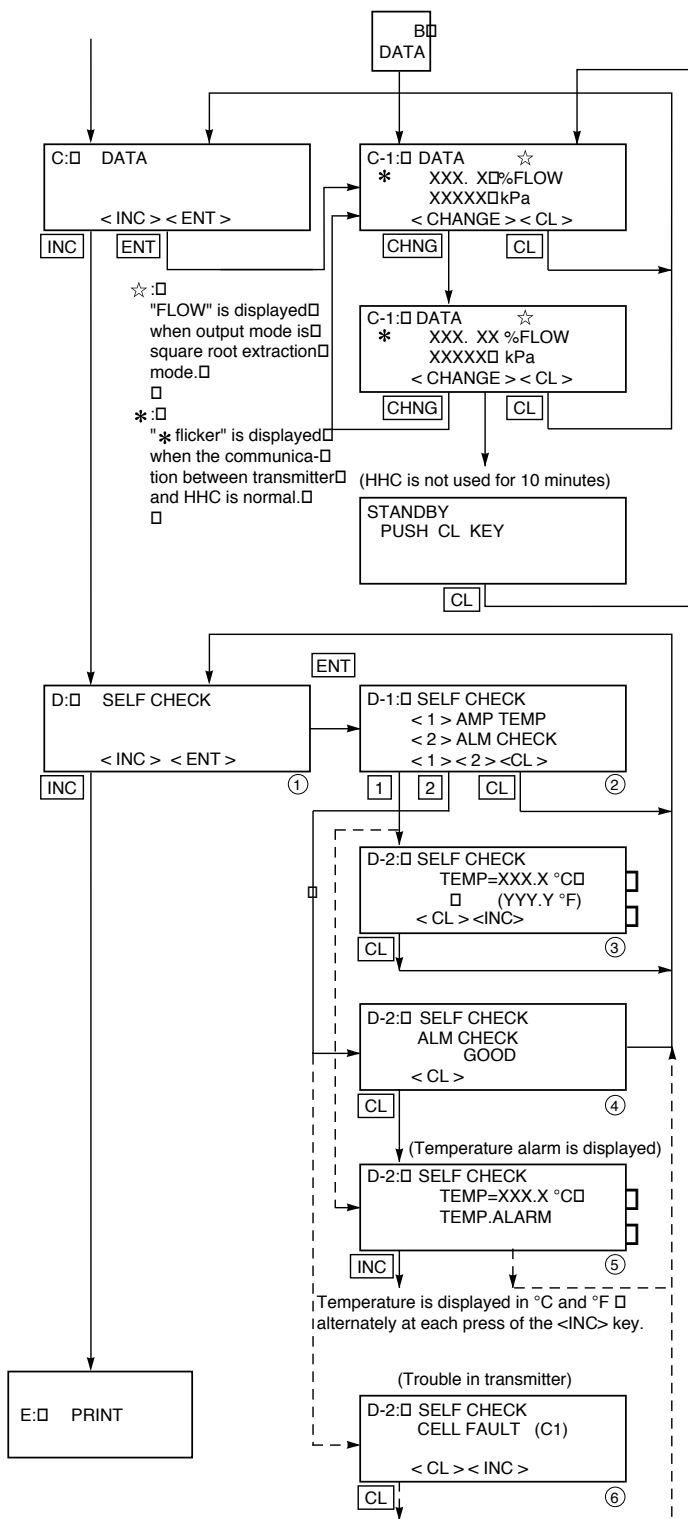 B□
DATA
C:□ DATA
< INC > < ENT >
INC
ENT
☆:□
"FLOW" is displayed□
when output mode is□
square root extraction□
mode.□
□
*:□
"* flicker" is displayed□
when the communica-□
tion between transmitter□
and HHC is normal.□
□
C-1:□ DATA ☆
* XXX. X□%FLOW
XXXXX□ kPa
< CHANGE > < CL >
CHNG
CL
C-1:□ DATA ☆
* XXX. XX %FLOW
XXXXX□ kPa
< CHANGE > < CL >
CHNG
CL
(HHC is not used for 10 minutes)
STANDBY
PUSH CL KEY
CL
D:□ SELF CHECK
< INC > < ENT >
①
INC
ENT
D-1:□ SELF CHECK
< 1 > AMP TEMP
< 2 > ALM CHECK
< 1 > < 2 > <CL >
②
1
2
CL
□
D-2:□ SELF CHECK
TEMP=XXX.X °C□
□ (YYY.Y °F)
< CL > <INC>
③
CL
D-2:□ SELF CHECK
ALM CHECK
GOOD
< CL >
④
CL
(Temperature alarm is displayed)
D-2:□ SELF CHECK
TEMP=XXX.X °C□
TEMP.ALARM
⑤
INC
Temperature is displayed in °C and °F □
alternately at each press of the <INC> key.
E:□ PRINT
(Trouble in transmitter)
D-2:□ SELF CHECK
CELL FAULT (C1)
< CL > < INC >
⑥
CL